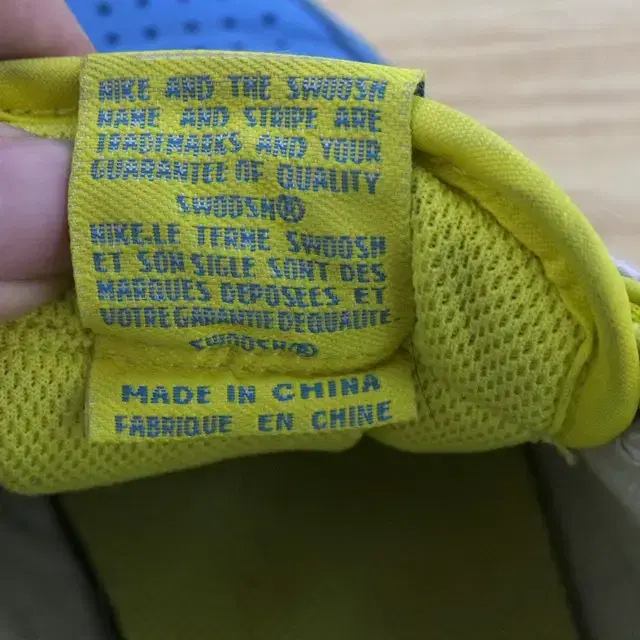 NIKE AND THE SWOOSH
NAME AND STRIPE ARE
TRADEMARKS AND YOUR
GUARANTEE OF QUALITY
SWOOSH®
NIKE.LE TERME SWOOSH
ET SON SIGLE SONT DES
MARQUES DEPOSEES ET
VOTRE GARANTIE DE QUALITE
SWOOSH®
MADE IN CHINA
FABRIQUE EN CHINE